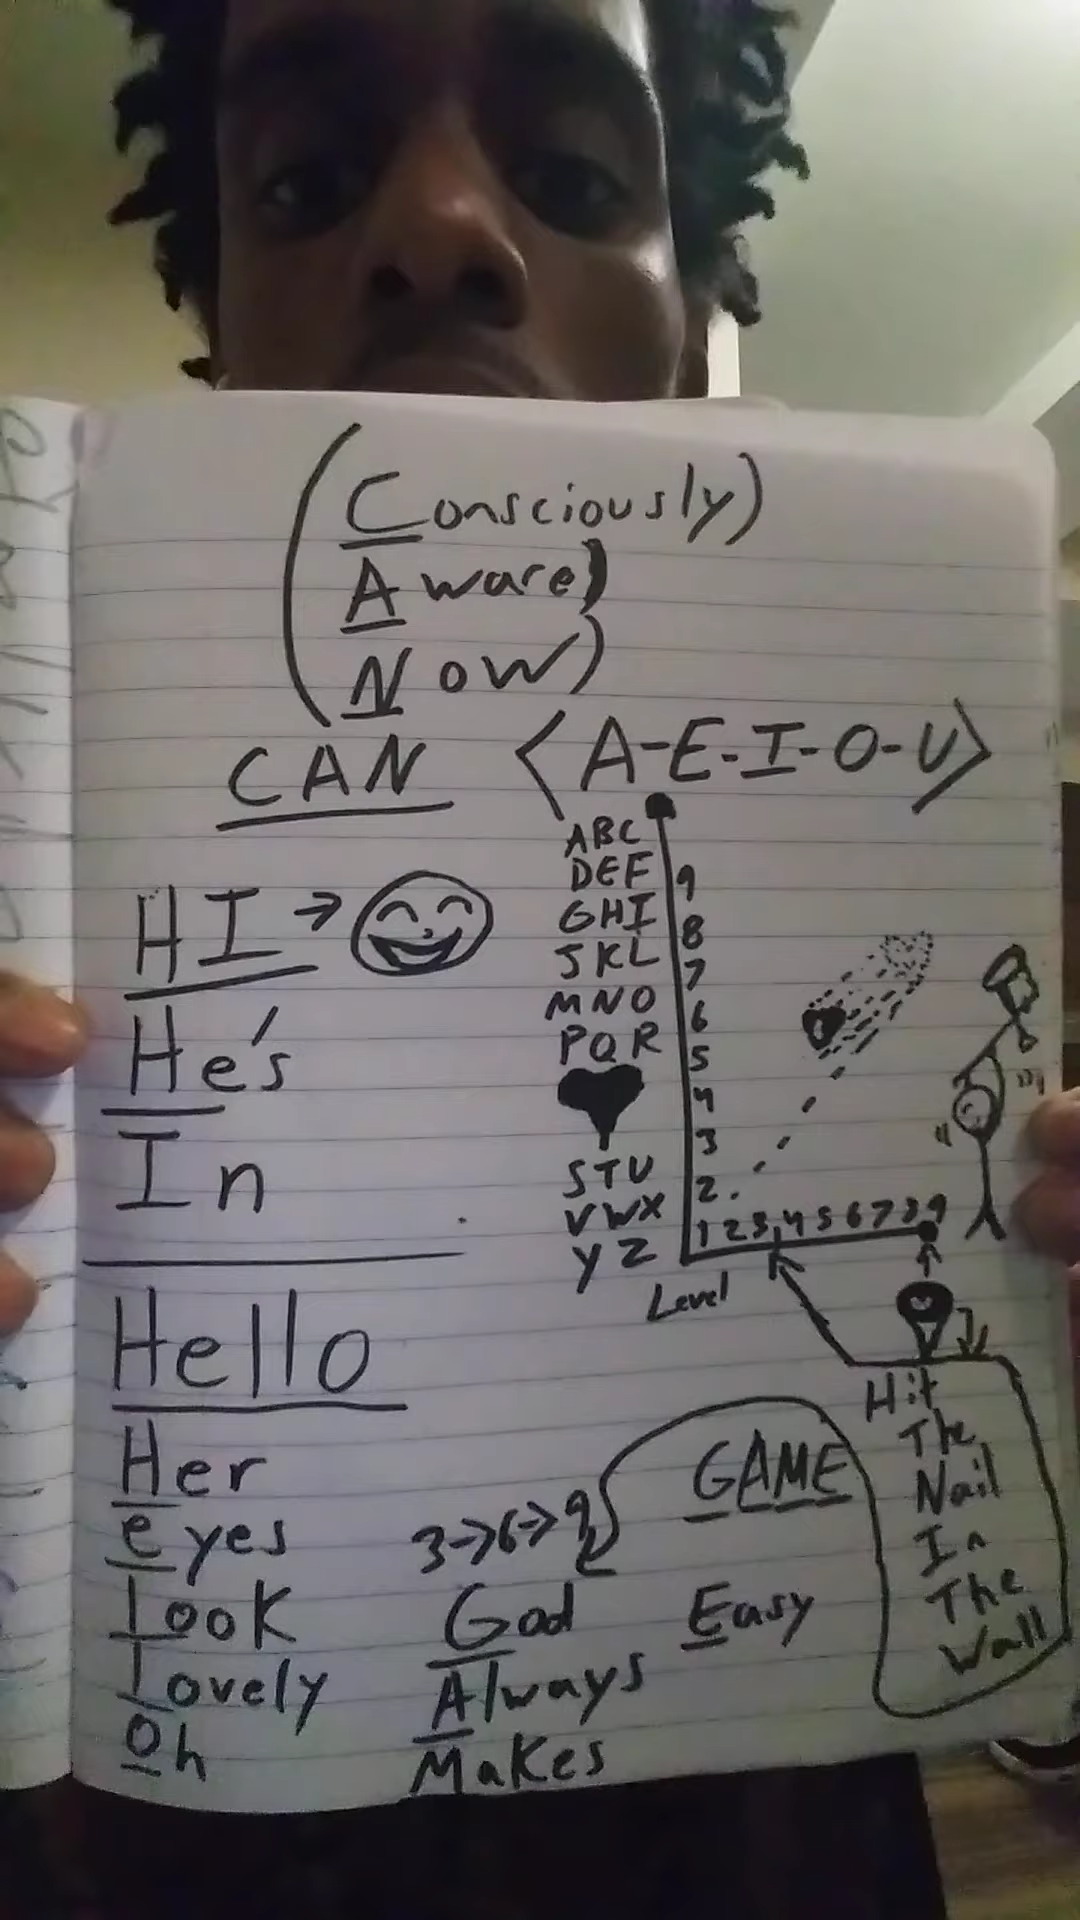 (Consciously)
Aware)
Now)
CAN
<A-E-I-O-U>
ABC
DEF 9
GHI 8
JKL 7
MNO 6
PQR 5
4
3
STU 2
VWX
YZ
1 2 3 4 5 6 7 8 9
Level
HI →
He's
In
Hello
Her
eyes
look
lovely
Oh
3→6→9
GAME
God
Always
Makes
Easy
Hit
The
Nail
In
The
Wall